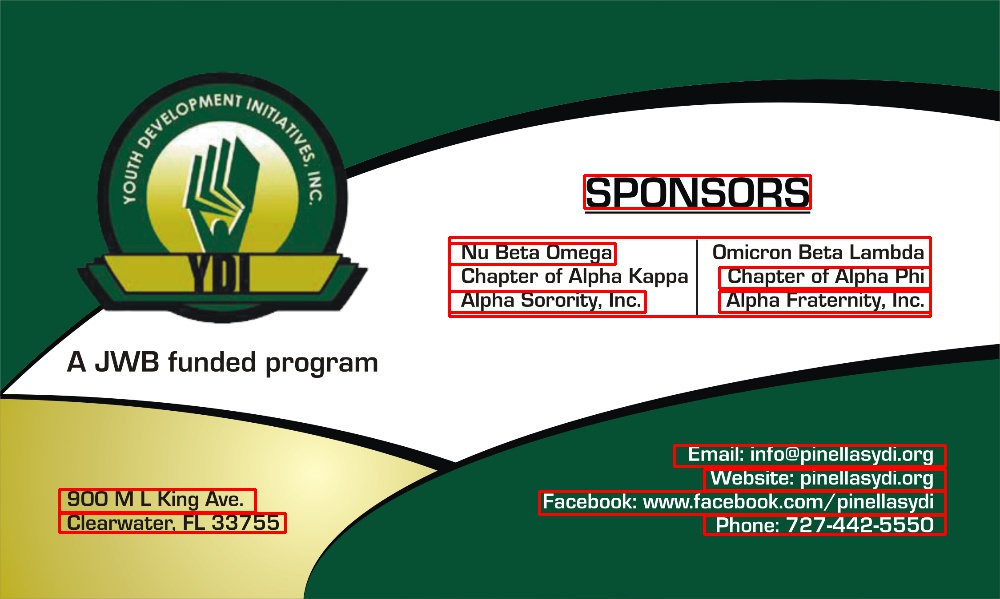 YOUTH DEVELOPMENT INITIATIVES, INC.
YDI
A JWB funded program
SPONSORS
Nu Beta Omega
Chapter of Alpha Kappa
Alpha Sorority, Inc.
Omicron Beta Lambda
Chapter of Alpha Phi
Alpha Fraternity, Inc.
900 M L King Ave.
Clearwater, FL 33755
Email: info@pinellasydi.org
Website: pinellasydi.org
Facebook: www.facebook.com/pinellasydi
Phone: 727-442-5550